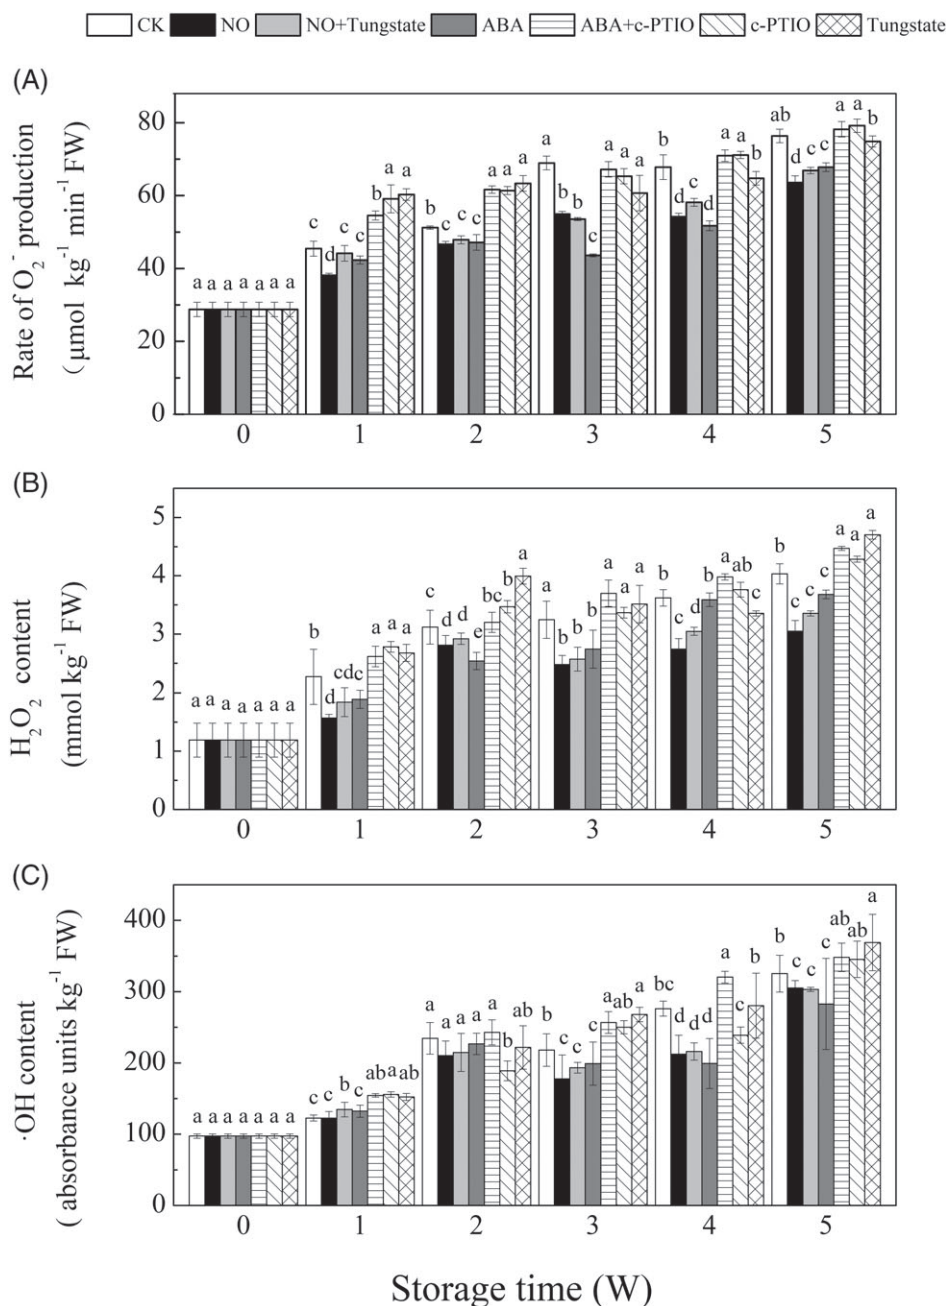 CK NO NO+Tungstate ABA ABA+c-PTIO c-PTIO Tungstate
(A)
Rate of O₂⁻ production
(μmol kg⁻¹ min⁻¹ FW)
80
60
40
20
0
a a a a a a a
c d c c b a a
b c c c a a a
a b b c a a a
b d c d a a b
ab d c c a a b
0 1 2 3 4 5
(B)
H₂O₂ content
(mmol kg⁻¹ FW)
5
4
3
2
1
0
a a a a a a a
b d cd c a a a
c d d e bc b a
a b b b a a a
b c d b a ab c
b c c c a a a
0 1 2 3 4 5
(C)
·OH content
( absorbance units kg⁻¹ FW)
400
300
200
100
0
a a a a a a a
c c b c ab a ab
a a a a a b ab
b c c c a ab a
bc d d d a c b
b c c c ab ab a
0 1 2 3 4 5
Storage time (W)